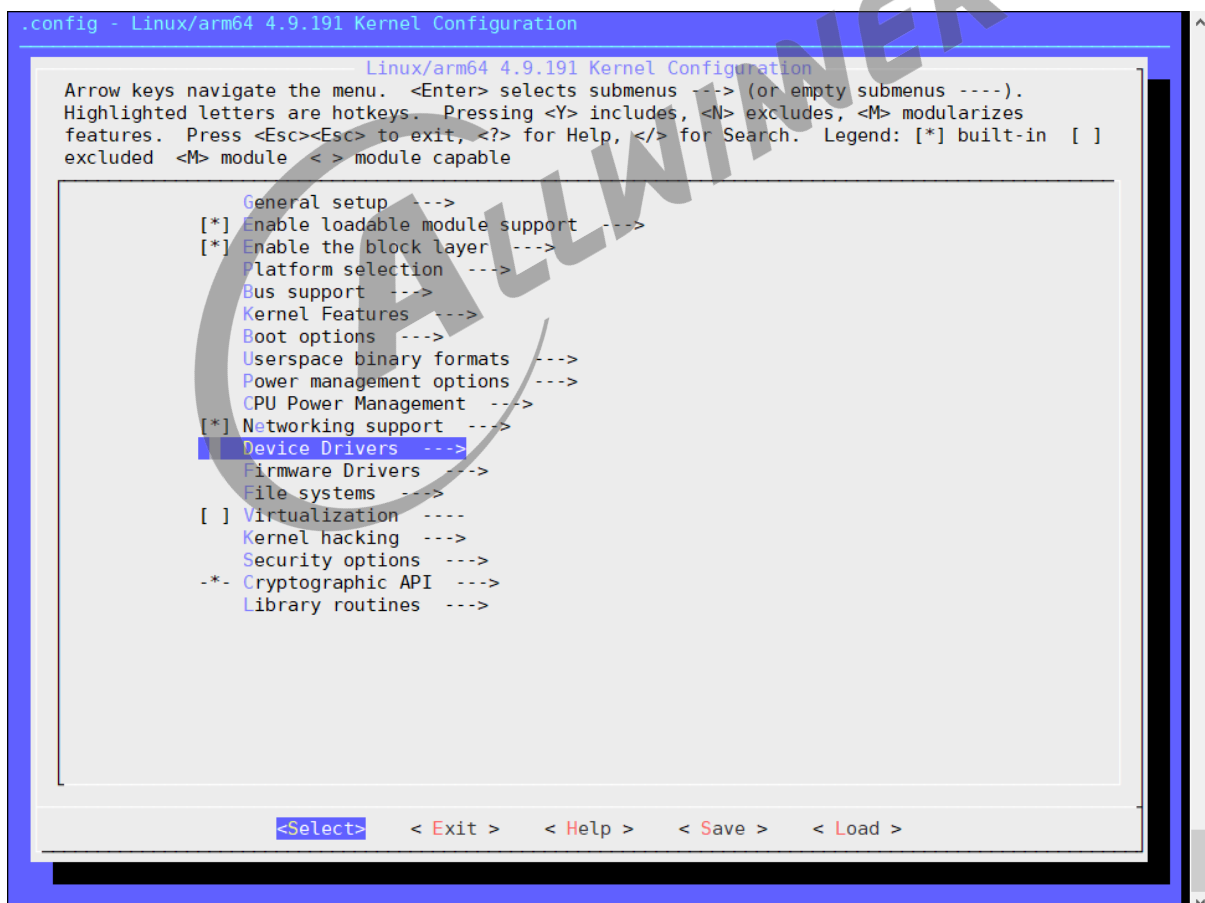 .config - Linux/arm64 4.9.191 Kernel Configuration
Linux/arm64 4.9.191 Kernel Configuration
Arrow keys navigate the menu.  <Enter> selects submenus ---> (or empty submenus ----).
Highlighted letters are hotkeys.  Pressing <Y> includes, <N> excludes, <M> modularizes
features.  Press <Esc><Esc> to exit, <?> for Help, </> for Search.  Legend: [*] built-in  [ ]
excluded  <M> module  < > module capable
General setup  --->
[*] Enable loadable module support  --->
[*] Enable the block layer  --->
Platform selection  --->
Bus support  --->
Kernel Features  --->
Boot options  --->
Userspace binary formats  --->
Power management options  --->
CPU Power Management  --->
[*] Networking support  --->
Device Drivers  --->
Firmware Drivers  --->
File systems  --->
[ ] Virtualization  ----
Kernel hacking  --->
Security options  --->
-*- Cryptographic API  --->
Library routines  --->
<Select>    < Exit >    < Help >    < Save >    < Load >
ALLWINNER